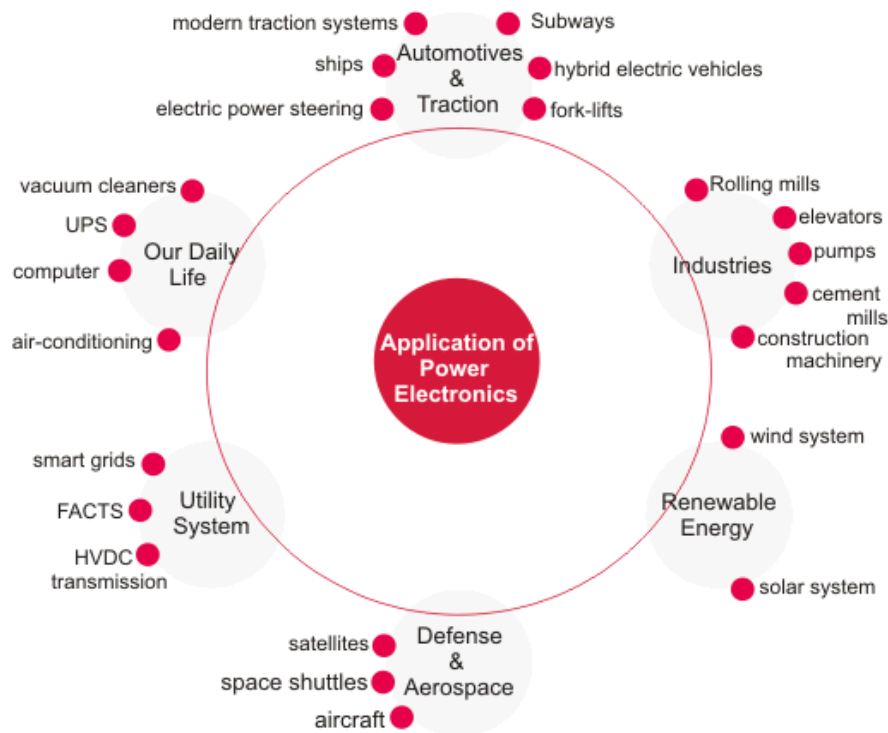 modern traction systems
Subways
Automotives
&
Traction
ships
hybrid electric vehicles
electric power steering
fork-lifts
vacuum cleaners
UPS
computer
air-conditioning
Our Daily
Life
Rolling mills
elevators
pumps
cement
mills
construction
machinery
Industries
Application of
Power
Electronics
smart grids
FACTS
HVDC
transmission
Utility
System
wind system
Renewable
Energy
solar system
satellites
space shuttles
aircraft
Defense
&
Aerospace